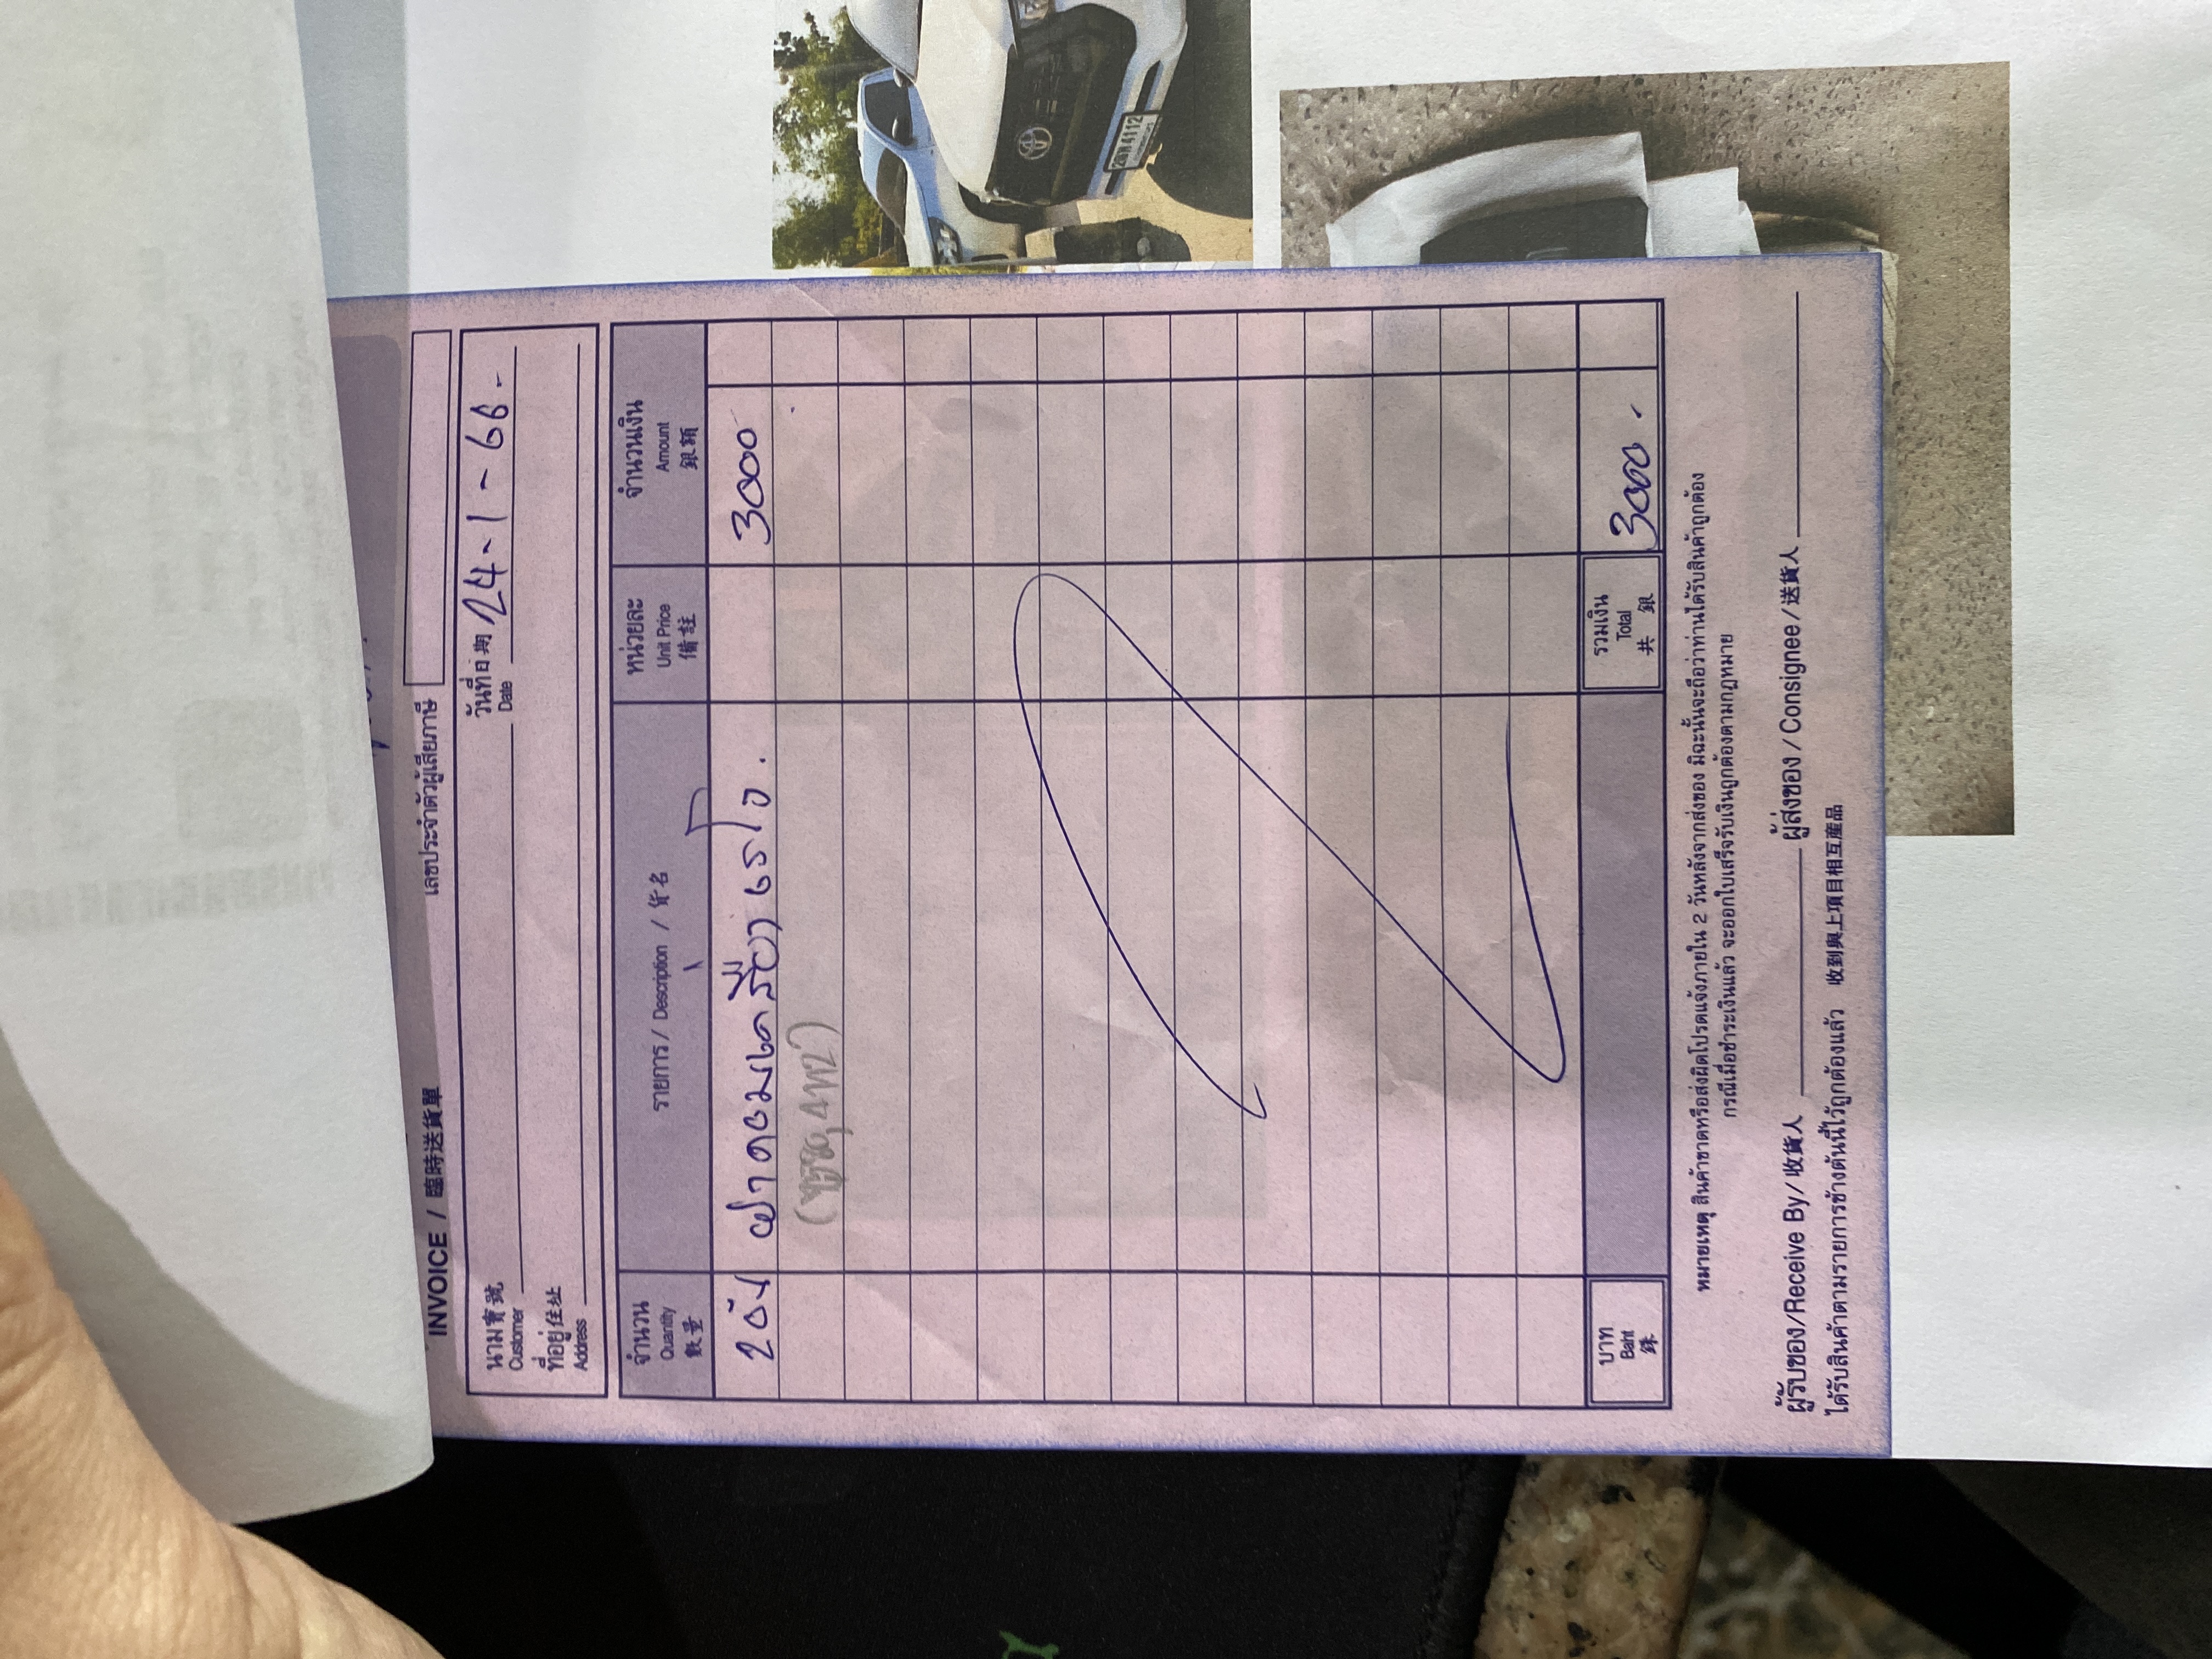 INVOICE / 臨時送貨單
เลขประจำตัวผู้เสียภาษี
นาม寶號 Customer
วันที่日期 Date 24-1-66-
ที่อยู่住址 Address
จำนวน Quantity 數量
รายการ / Description / 貨名
หน่วยละ Unit Price 備註
จำนวนเงิน Amount 銀額
2 อัน ฝาครอบเครื่อง รีโว่. 3000
4112)
บาท Baht 銖
รวมเงิน Total 共銀
3000.
หมายเหตุ สินค้าขาดหรือส่งผิดโปรดแจ้งภายใน 2 วันหลังจากส่งของ มิฉะนั้นจะถือว่าท่านได้รับสินค้าถูกต้อง
กรณีเมื่อชำระเงินแล้ว จะออกใบเสร็จรับเงินถูกต้องตามกฎหมาย
ผู้รับของ/Receive By/收貨人 ผู้ส่งของ / Consignee /送貨人
ได้รับสินค้าตามรายการข้างต้นนี้ไว้ถูกต้องแล้ว 收到與上項目相互產品
4112